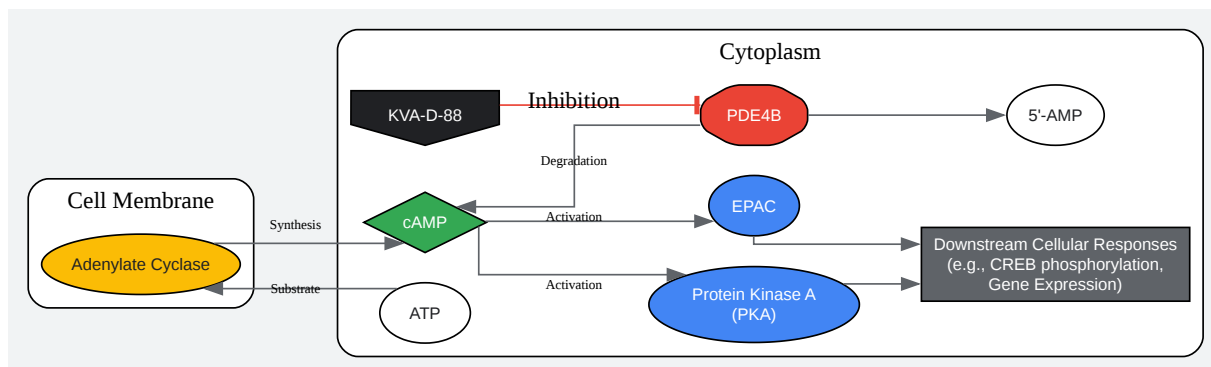 Cytoplasm
KVA-D-88
Inhibition
PDE4B
5'-AMP
Degradation
Cell Membrane
Adenylate Cyclase
Synthesis
cAMP
Activation
EPAC
Downstream Cellular Responses
(e.g., CREB phosphorylation,
Gene Expression)
Substrate
ATP
Activation
Protein Kinase A
(PKA)